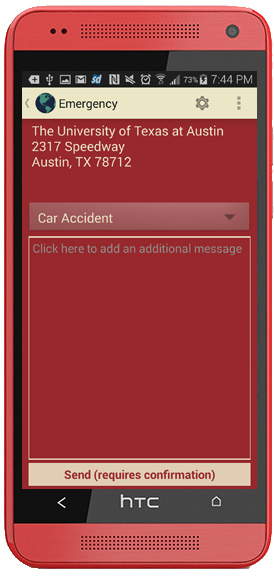 73% 7:44 PM
Emergency
The University of Texas at Austin
2317 Speedway
Austin, TX 78712
Car Accident
Click here to add an additional message
Send (requires confirmation)
hTC